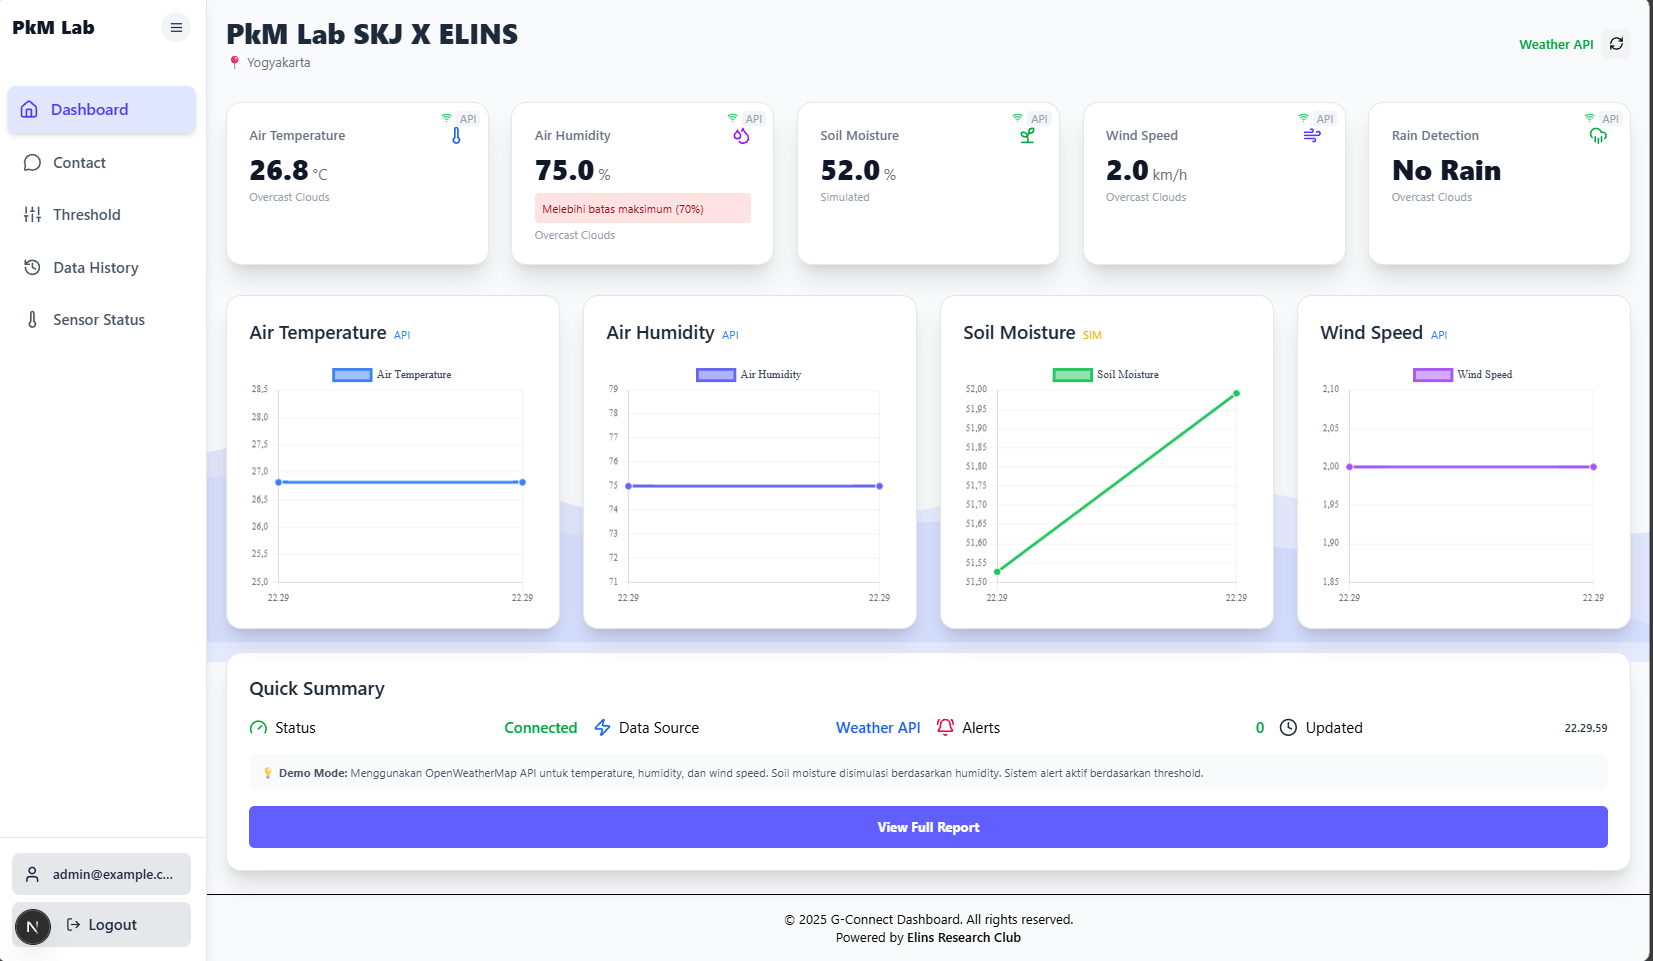 PkM Lab
Dashboard
Contact
Threshold
Data History
Sensor Status
admin@example.c...
N
Logout
PkM Lab SKJ X ELINS
Yogyakarta
Weather API
API
Air Temperature
26.8 °C
Overcast Clouds
API
Air Humidity
75.0 %
Melebihi batas maksimum (70%)
Overcast Clouds
API
Soil Moisture
52.0 %
Simulated
API
Wind Speed
2.0 km/h
Overcast Clouds
API
Rain Detection
No Rain
Overcast Clouds
Air Temperature API
Air Temperature
28,5
28,0
27,5
27,0
26,5
26,0
25,5
25,0
22.29 22.29
Air Humidity API
Air Humidity
79
78
77
76
75
74
73
72
71
22.29 22.29
Soil Moisture SIM
Soil Moisture
52,00
51,95
51,90
51,85
51,80
51,75
51,70
51,65
51,60
51,55
51,50
22.29 22.29
Wind Speed API
Wind Speed
2,10
2,05
2,00
1,95
1,90
1,85
22.29 22.29
Quick Summary
Status Connected Data Source Weather API Alerts 0 Updated 22.29.59
Demo Mode: Menggunakan OpenWeatherMap API untuk temperature, humidity, dan wind speed. Soil moisture disimulasi berdasarkan humidity. Sistem alert aktif berdasarkan threshold.
View Full Report
© 2025 G-Connect Dashboard. All rights reserved.
Powered by Elins Research Club